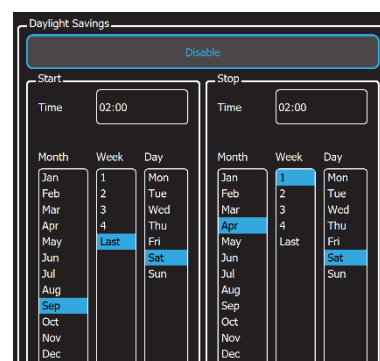 Daylight Savings
Disable
Start
Time 02:00
Month Week Day
Jan 1 Mon
Feb 2 Tue
Mar 3 Wed
Apr 4 Thu
May Last Fri
Jun Sat
Jul Sun
Aug
Sep
Oct
Nov
Dec
Stop
Time 02:00
Month Week Day
Jan 1 Mon
Feb 2 Tue
Mar 3 Wed
Apr 4 Thu
May Last Fri
Jun Sat
Jul Sun
Aug
Sep
Oct
Nov
Dec